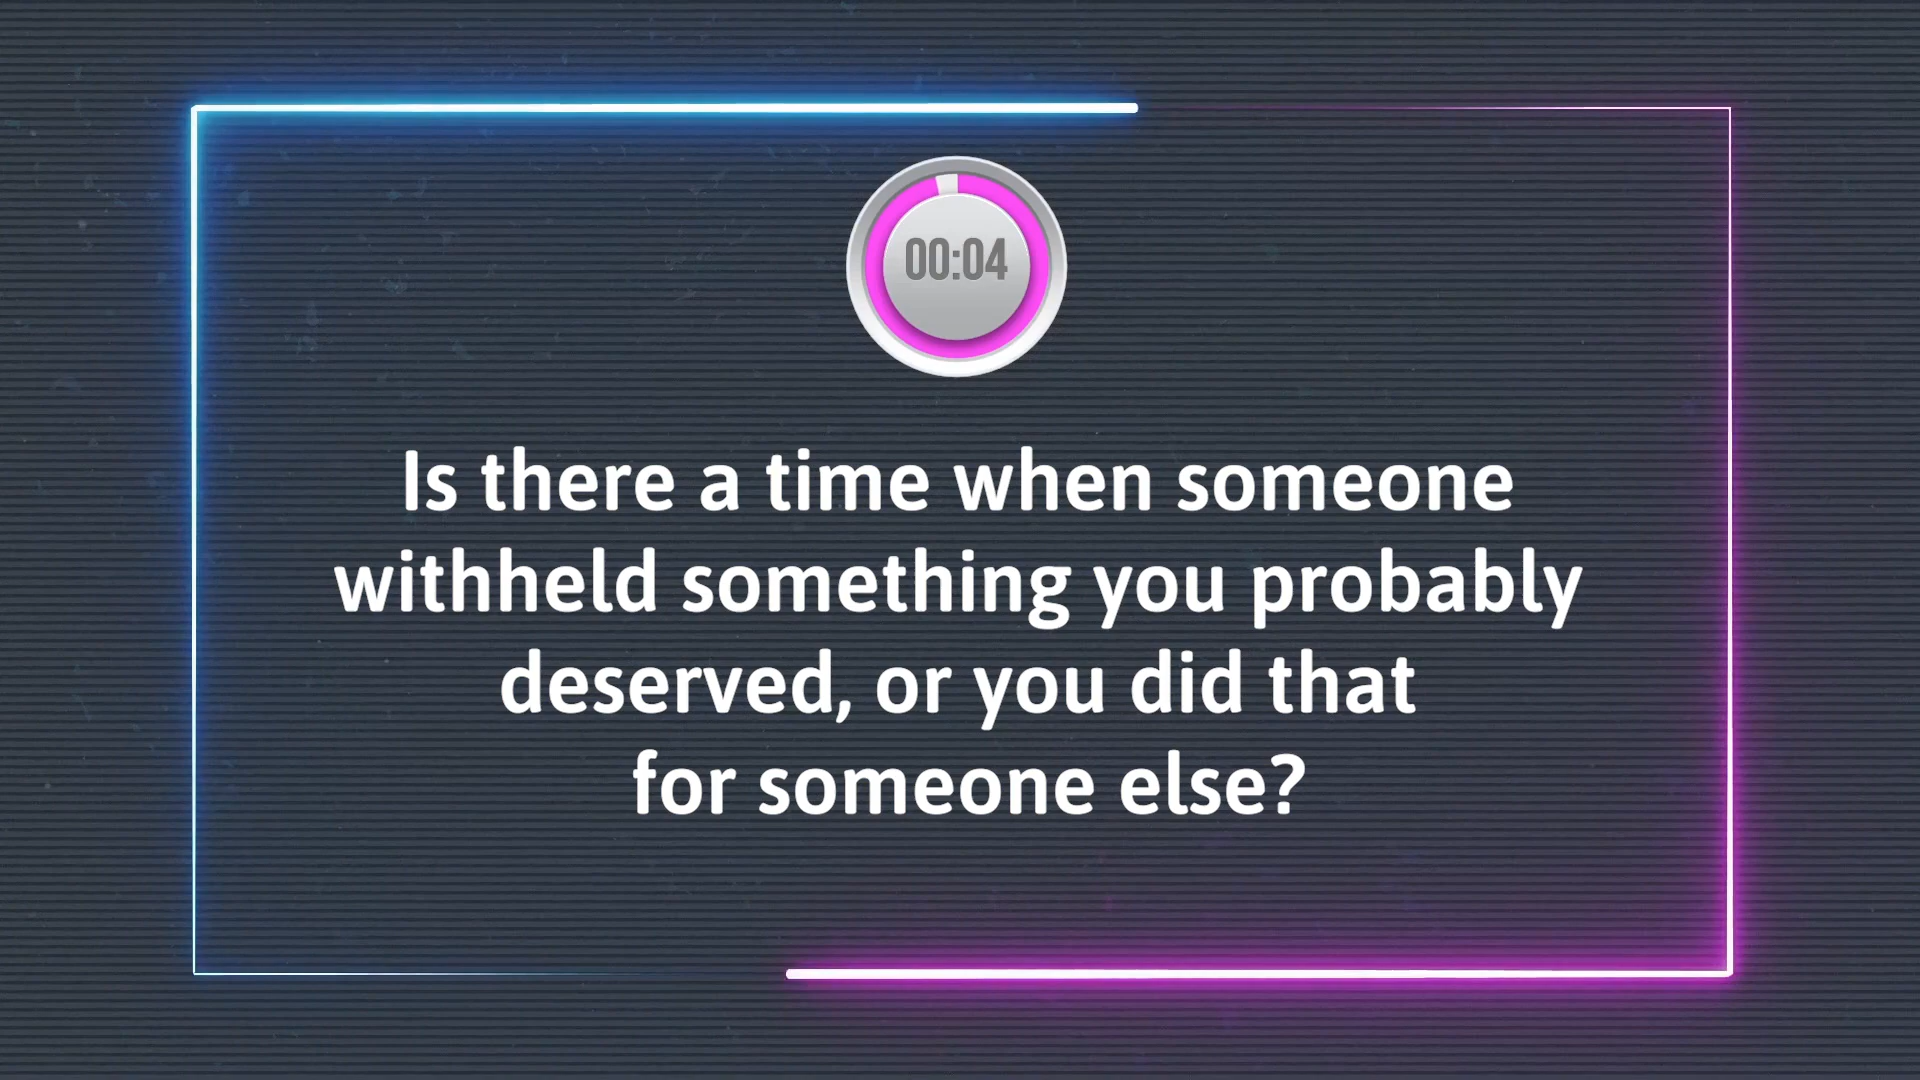 00:04
Is there a time when someone
withheld something you probably
deserved, or you did that
for someone else?